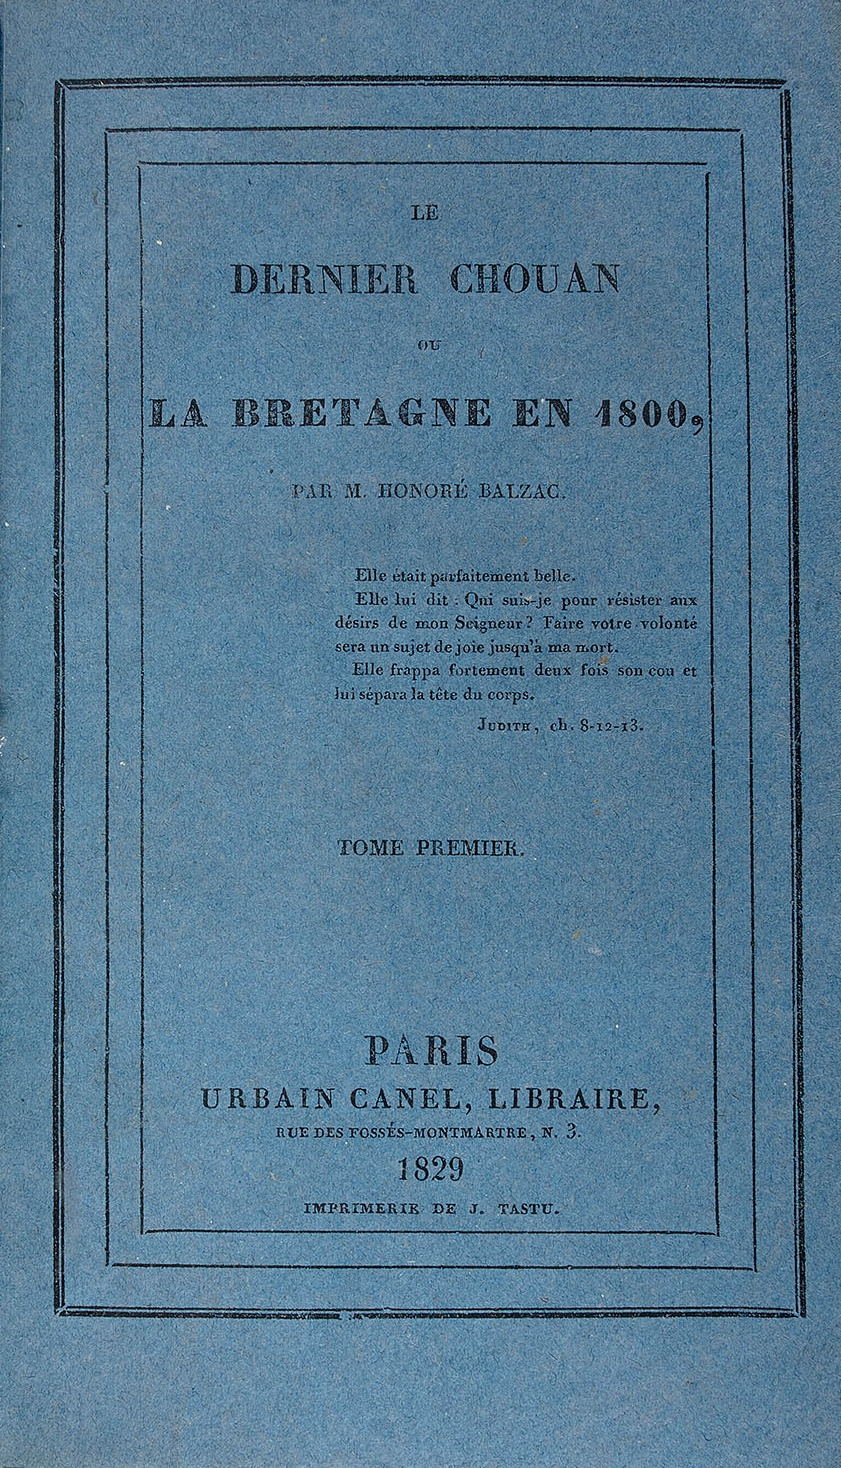 LE
DERNIER CHOUAN
OU
LA BRETAGNE EN 1800,
PAR M. HONORÉ BALZAC.
Elle était parfaitement belle.
Elle lui dit : Qui suis-je pour résister aux
désirs de mon Seigneur? Faire votre volonté
sera un sujet de joie jusqu'à ma mort.
Elle frappa fortement deux fois son cou et
lui sépara la tête du corps.
JUDITH, ch. 8-12-13.
TOME PREMIER.
PARIS
URBAIN CANEL, LIBRAIRE,
RUE DES FOSSÉS-MONTMARTRE, N. 3.
1829
IMPRIMERIE DE J. TASTU.